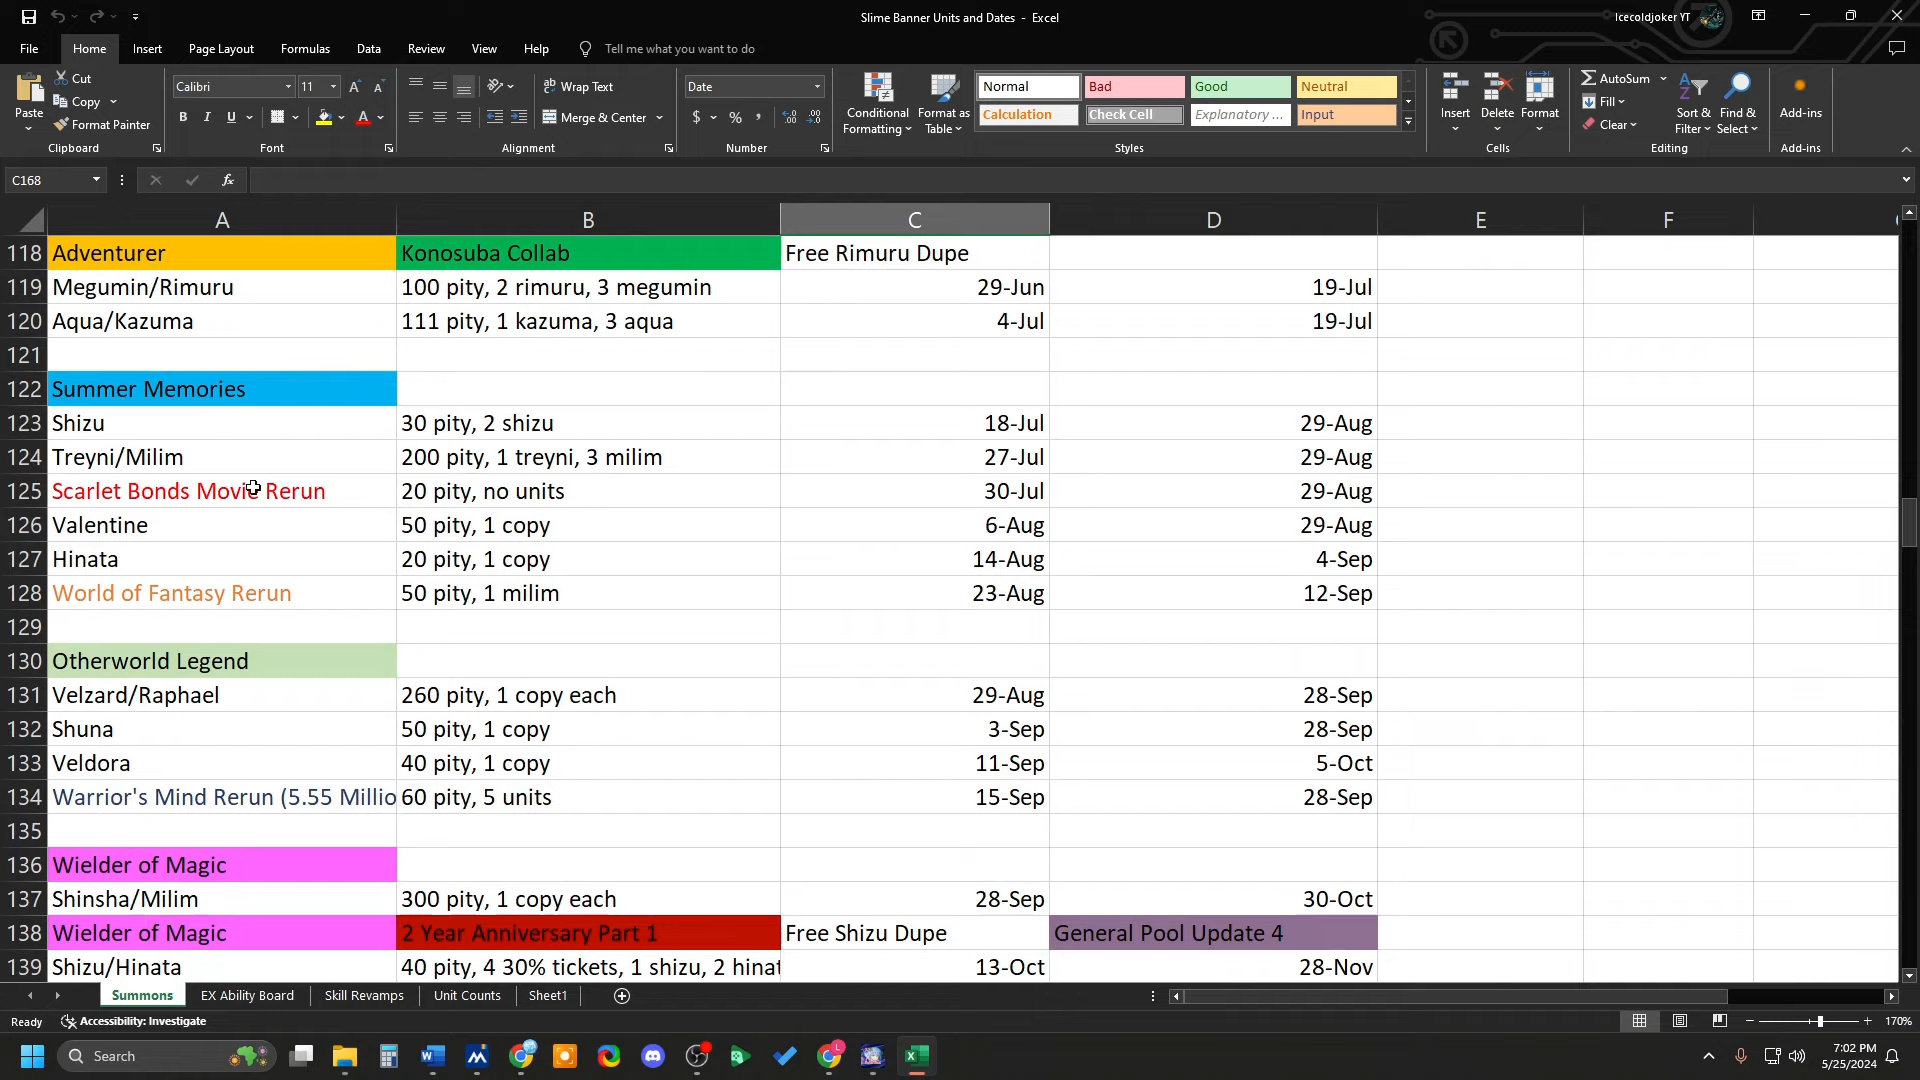 Slime Banner Units and Dates - Excel
Icecoldjoker YT
File Home Insert Page Layout Formulas Data Review View Help Tell me what you want to do
Paste
Cut
Copy
Format Painter
Clipboard
Calibri 11
B I U
Font
Wrap Text
Merge & Center
Alignment
Date
$ % ,
Number
Conditional Formatting
Format as Table
Normal Bad Good Neutral
Calculation Check Cell Explanatory ... Input
Styles
Insert Delete Format
Cells
AutoSum
Fill
Clear
Sort & Filter
Find & Select
Editing
Add-ins
Add-ins
C168 fx
A B C D E F
118 Adventurer Konosuba Collab Free Rimuru Dupe
119 Megumin/Rimuru 100 pity, 2 rimuru, 3 megumin 29-Jun 19-Jul
120 Aqua/Kazuma 111 pity, 1 kazuma, 3 aqua 4-Jul 19-Jul
121
122 Summer Memories
123 Shizu 30 pity, 2 shizu 18-Jul 29-Aug
124 Treyni/Milim 200 pity, 1 treyni, 3 milim 27-Jul 29-Aug
125 Scarlet Bonds Movie Rerun 20 pity, no units 30-Jul 29-Aug
126 Valentine 50 pity, 1 copy 6-Aug 29-Aug
127 Hinata 20 pity, 1 copy 14-Aug 4-Sep
128 World of Fantasy Rerun 50 pity, 1 milim 23-Aug 12-Sep
129
130 Otherworld Legend
131 Velzard/Raphael 260 pity, 1 copy each 29-Aug 28-Sep
132 Shuna 50 pity, 1 copy 3-Sep 28-Sep
133 Veldora 40 pity, 1 copy 11-Sep 5-Oct
134 Warrior's Mind Rerun (5.55 Millio 60 pity, 5 units 15-Sep 28-Sep
135
136 Wielder of Magic
137 Shinsha/Milim 300 pity, 1 copy each 28-Sep 30-Oct
138 Wielder of Magic 2 Year Anniversary Part 1 Free Shizu Dupe General Pool Update 4
139 Shizu/Hinata 40 pity, 4 30% tickets, 1 shizu, 2 hinat 13-Oct 28-Nov
Summons EX Ability Board Skill Revamps Unit Counts Sheet1
Ready Accessibility: Investigate 170%
Search
7:02 PM
5/25/2024